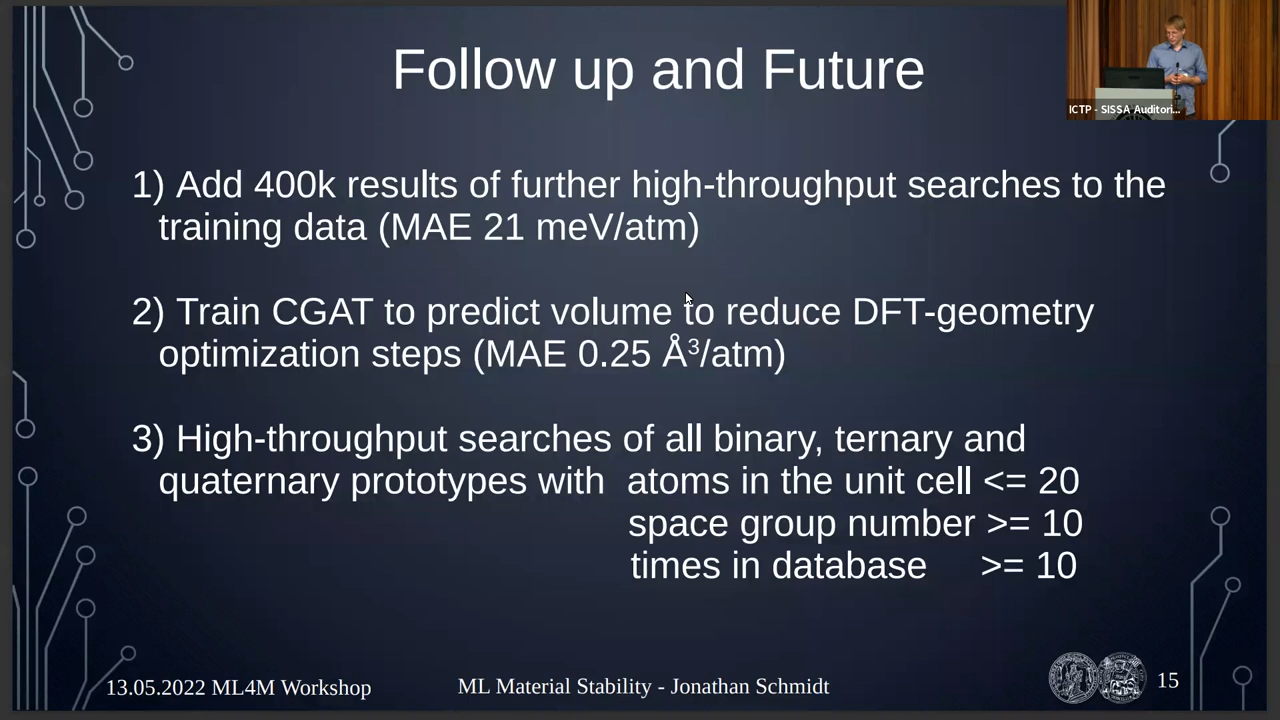 Follow up and Future
ICTP - SISSA Auditori...
1) Add 400k results of further high-throughput searches to the
training data (MAE 21 meV/atm)
2) Train CGAT to predict volume to reduce DFT-geometry
optimization steps (MAE 0.25 Å³/atm)
3) High-throughput searches of all binary, ternary and
quaternary prototypes with atoms in the unit cell <= 20
space group number >= 10
times in database >= 10
13.05.2022 ML4M Workshop
ML Material Stability - Jonathan Schmidt
15